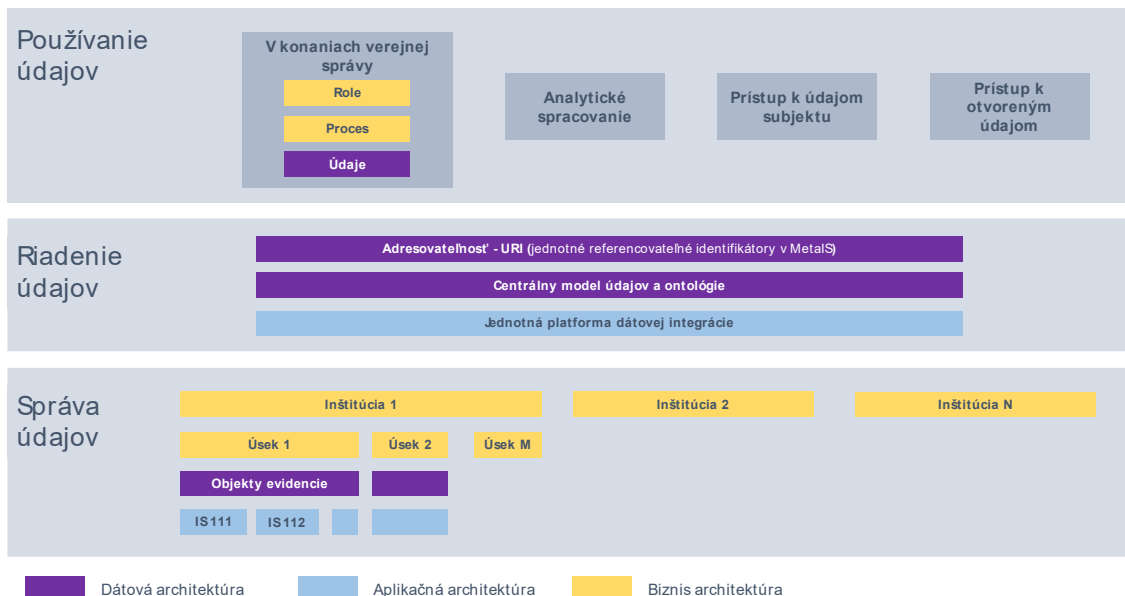 Používanie
údajov
V konaniach verejnej
správy
Role
Proces
Údaje
Analytické
spracovanie
Prístup k údajom
subjektu
Prístup k
otvoreným
údajom
Riadenie
údajov
Adresovateľnosť - URI (jednotné referencovateľné identifikátory v MetaIS)
Centrálny model údajov a ontológie
Jednotná platforma dátovej integrácie
Správa
údajov
Inštitúcia 1
Inštitúcia 2
Inštitúcia N
Úsek 1
Úsek 2
Úsek M
Objekty evidencie
IS111
IS112
Dátová architektúra
Aplikačná architektúra
Biznis architektúra